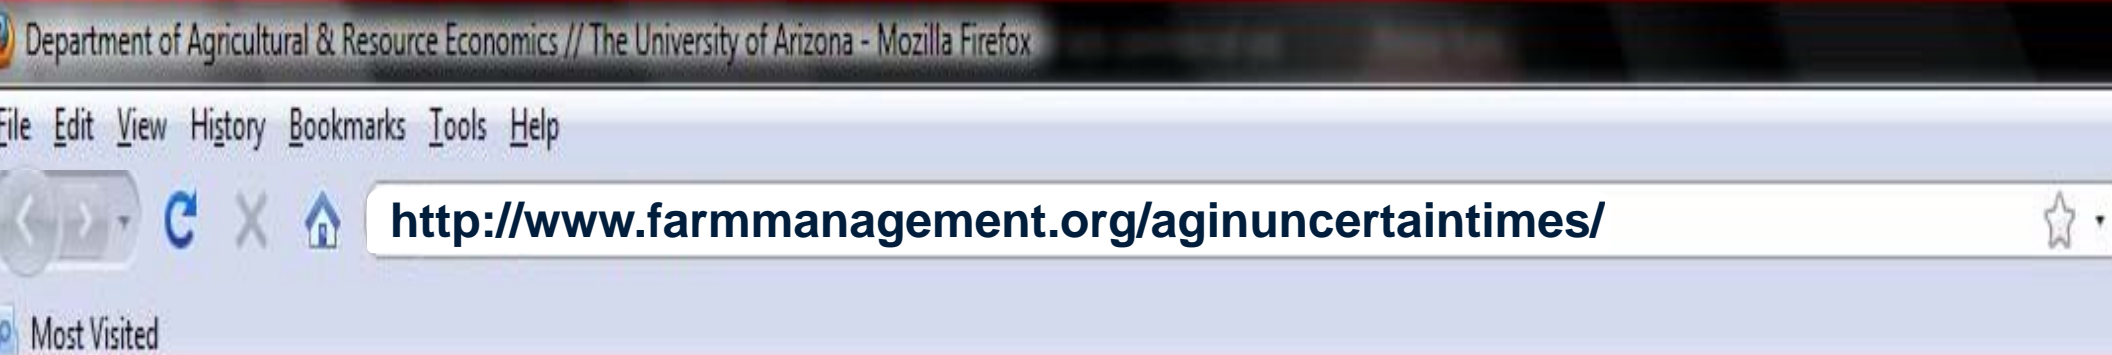 Department of Agricultural & Resource Economics // The University of Arizona - Mozilla Firefox
File Edit View History Bookmarks Tools Help
http://www.farmmanagement.org/aginuncertaintimes/
Most Visited